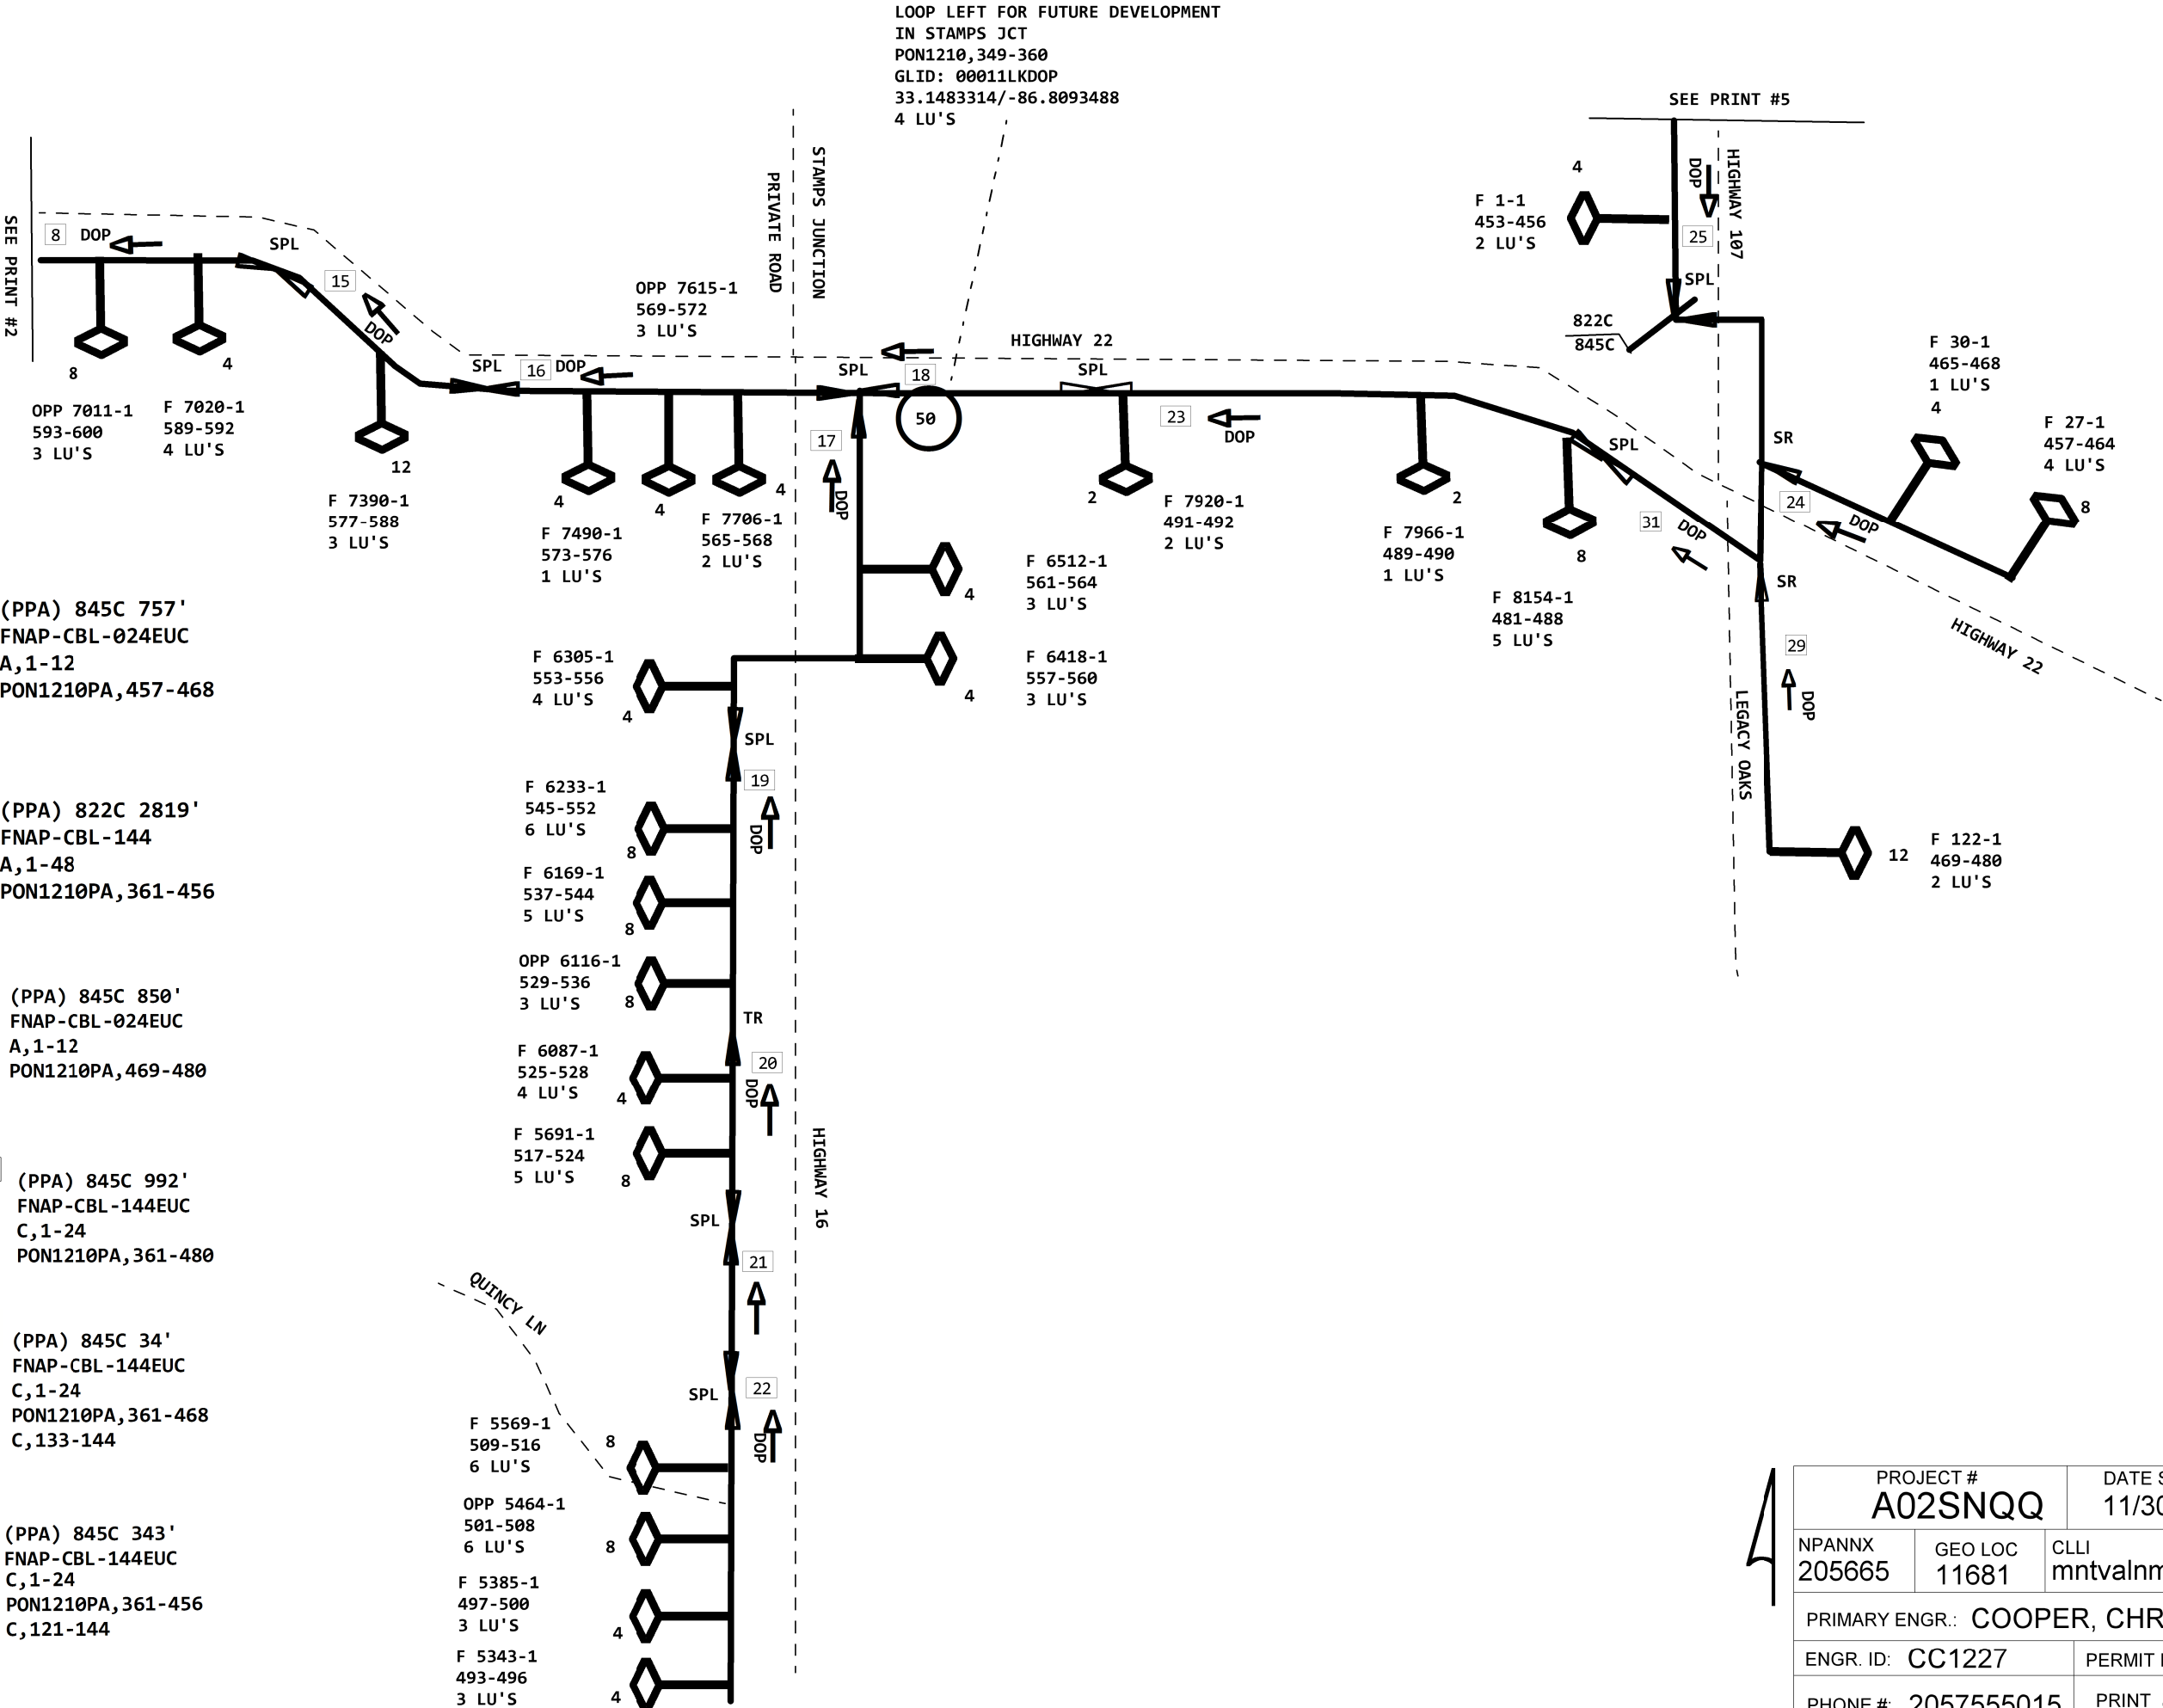 LOOP LEFT FOR FUTURE DEVELOPMENT
IN STAMPS JCT
PON1210,349-360
GLID: 00011LKDOP
33.1483314/-86.8093488
4 LU'S
SEE PRINT #5
SEE PRINT #2
8
DOP
SPL
15
DOP
8
4
OPP 7011-1
593-600
3 LU'S
F 7020-1
589-592
4 LU'S
12
F 7390-1
577-588
3 LU'S
SPL
16
DOP
OPP 7615-1
569-572
3 LU'S
PRIVATE ROAD
STAMPS JUNCTION
4
4
4
F 7490-1
573-576
1 LU'S
F 7706-1
565-568
2 LU'S
SPL
18
50
17
DOP
HIGHWAY 22
SPL
23
DOP
2
F 7920-1
491-492
2 LU'S
2
F 7966-1
489-490
1 LU'S
SPL
8
F 8154-1
481-488
5 LU'S
31
DOP
4
F 1-1
453-456
2 LU'S
DOP
HIGHWAY 107
25
SPL
822C
845C
F 30-1
465-468
1 LU'S
4
F 27-1
457-464
4 LU'S
8
SR
24
DOP
SR
HIGHWAY 22
29
DOP
LEGACY OAKS
12
F 122-1
469-480
2 LU'S
4
F 6512-1
561-564
3 LU'S
4
F 6418-1
557-560
3 LU'S
F 6305-1
553-556
4 LU'S
4
SPL
19
DOP
F 6233-1
545-552
6 LU'S
8
F 6169-1
537-544
5 LU'S
8
OPP 6116-1
529-536
3 LU'S
8
TR
20
DOP
F 6087-1
525-528
4 LU'S
4
F 5691-1
517-524
5 LU'S
8
HIGHWAY 16
SPL
21
QUINCY LN
SPL
22
DOP
F 5569-1
509-516
6 LU'S
8
OPP 5464-1
501-508
6 LU'S
8
F 5385-1
497-500
3 LU'S
4
F 5343-1
493-496
3 LU'S
4
(PPA) 845C 757'
FNAP-CBL-024EUC
A,1-12
PON1210PA,457-468
(PPA) 822C 2819'
FNAP-CBL-144
A,1-48
PON1210PA,361-456
(PPA) 845C 850'
FNAP-CBL-024EUC
A,1-12
PON1210PA,469-480
(PPA) 845C 992'
FNAP-CBL-144EUC
C,1-24
PON1210PA,361-480
(PPA) 845C 34'
FNAP-CBL-144EUC
C,1-24
PON1210PA,361-468
C,133-144
(PPA) 845C 343'
FNAP-CBL-144EUC
C,1-24
PON1210PA,361-456
C,121-144
PROJECT #
A02SNQQ
DATE
11/30
NPANNX
205665
GEO LOC
11681
CLLI
mntvalnm
PRIMARY ENGR.: COOPER, CHR
ENGR. ID: CC1227
PERMIT
PHONE #: 2057555015
PRINT